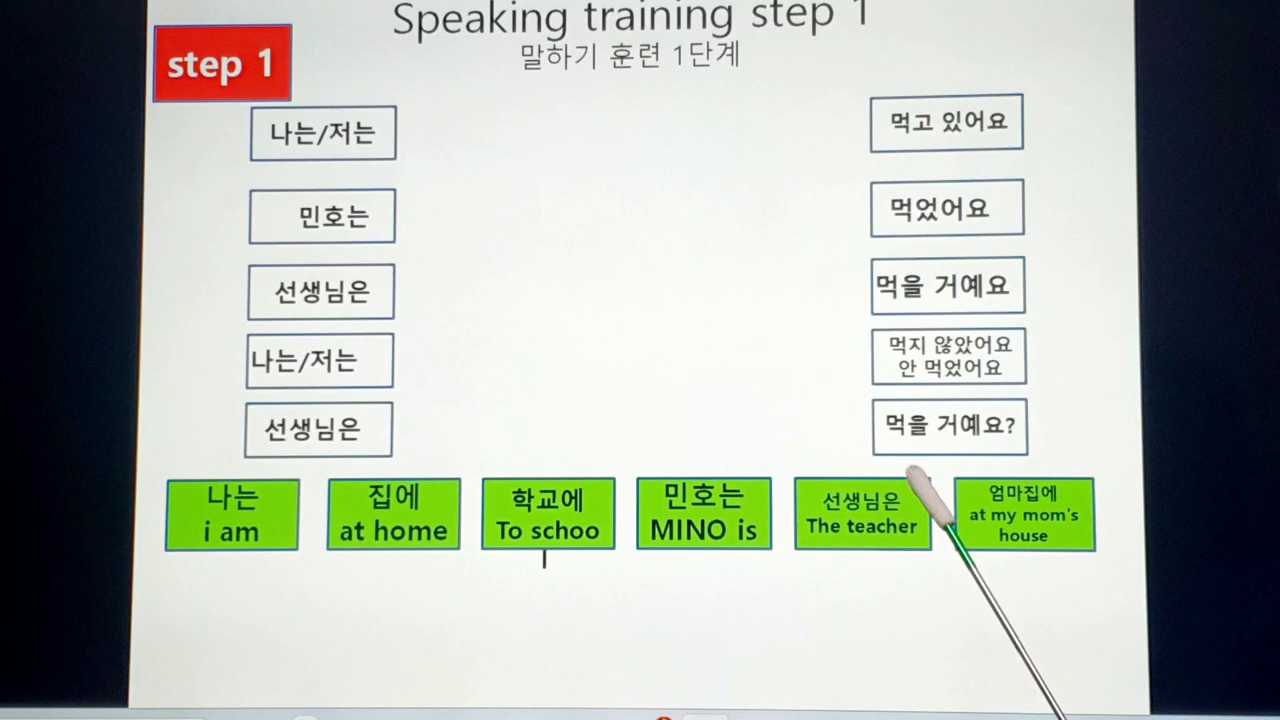 Speaking training step 1
말하기 훈련 1단계
step 1
나는/저는
먹고 있어요
민호는
먹었어요
선생님은
먹을 거예요
나는/저는
먹지 않았어요
안 먹었어요
선생님은
먹을 거예요?
나는
i am
집에
at home
학교에
To schoo
l
민호는
MINO is
선생님은
The teacher
엄마집에
at my mom's
house